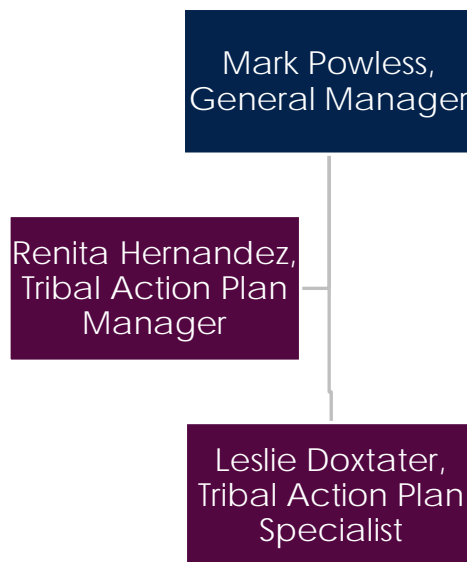 Mark Powless,
General Manager
Renita Hernandez,
Tribal Action Plan
Manager
Leslie Doxtater,
Tribal Action Plan
Specialist